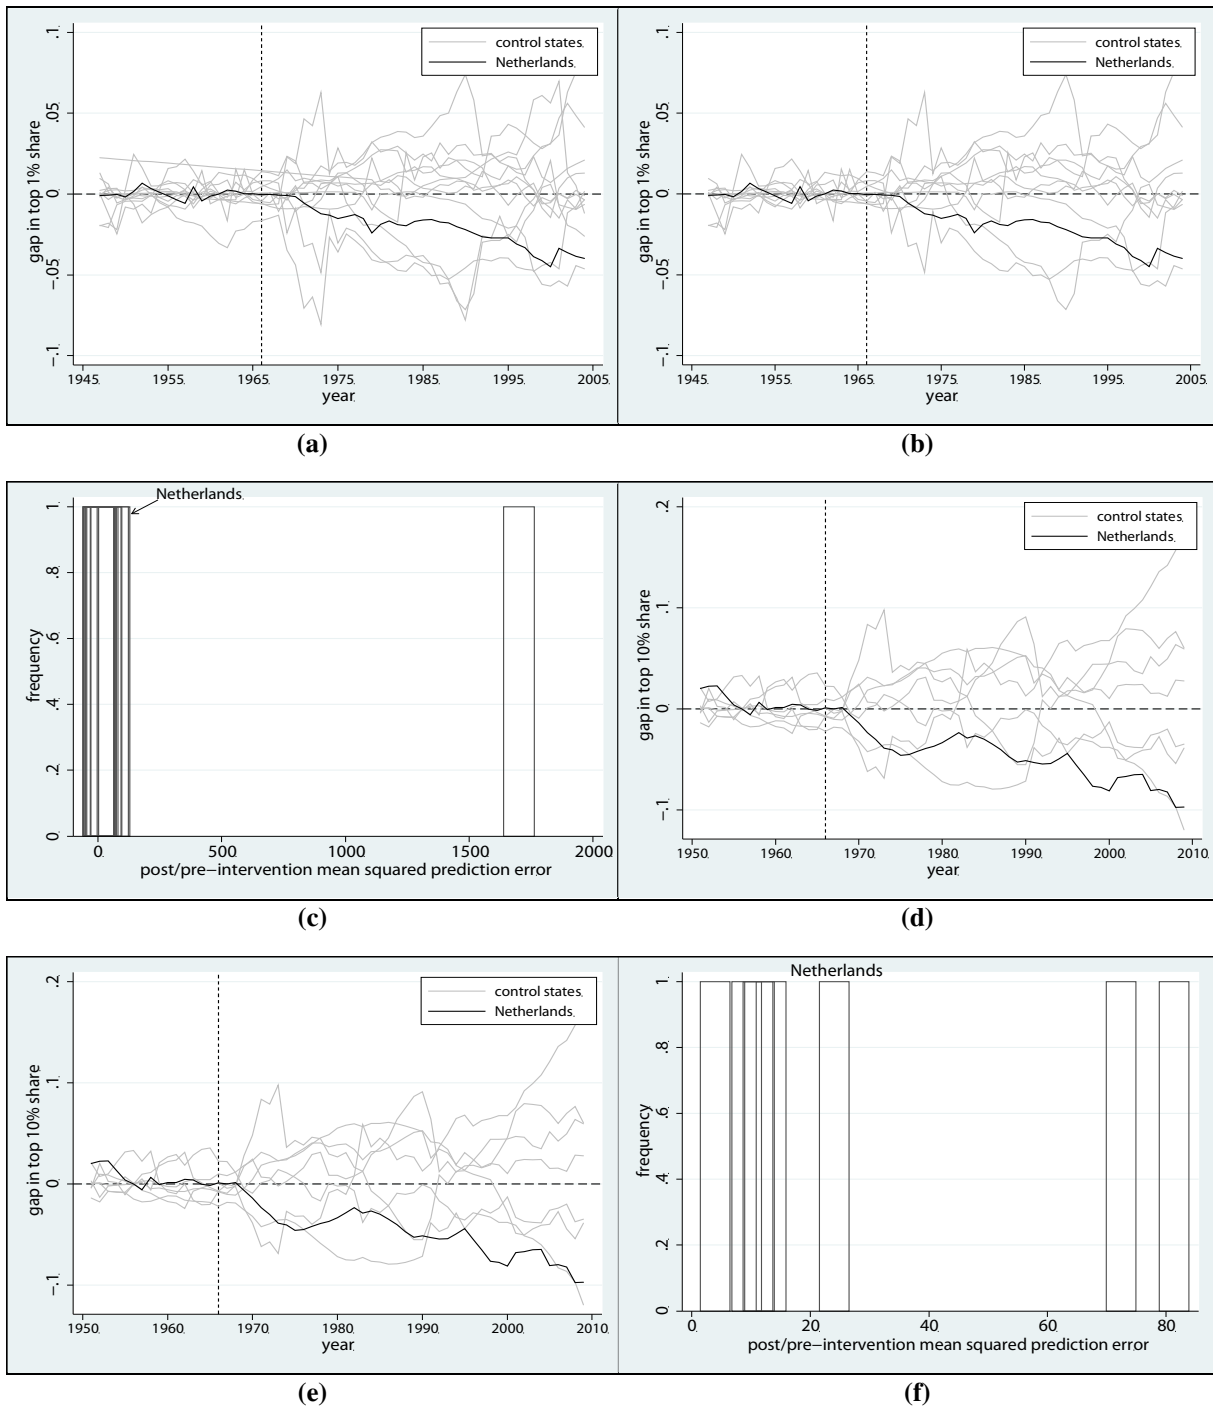 .1.
.05
0.
−.05
−.1.
gap in top 1% share
control states.
Netherlands.
1945. 1955. 1965. 1975. 1985. 1995. 2005.
year.
(a)
.1.
.05
0.
−.05
−.1.
gap in top 1% share
control states.
Netherlands.
1945. 1955. 1965. 1975. 1985. 1995. 2005.
year.
(b)
Netherlands.
1.
.8.
.6.
.4.
.2.
0.
frequency
0. 500. 1000. 1500. 2000.
post/pre−intervention mean squared prediction error
(c)
.2.
.1.
0.
−.1.
gap in top 10% share
control states.
Netherlands.
1950. 1960. 1970. 1980. 1990. 2000. 2010.
year.
(d)
.2.
.1.
0.
−.1.
gap in top 10% share
control states.
Netherlands.
1950. 1960. 1970. 1980. 1990. 2000. 2010.
year.
(e)
Netherlands
1.
.8.
.6.
.4.
.2.
0.
frequency
0. 20. 40. 60. 80.
post/pre−intervention mean squared prediction error
(f)